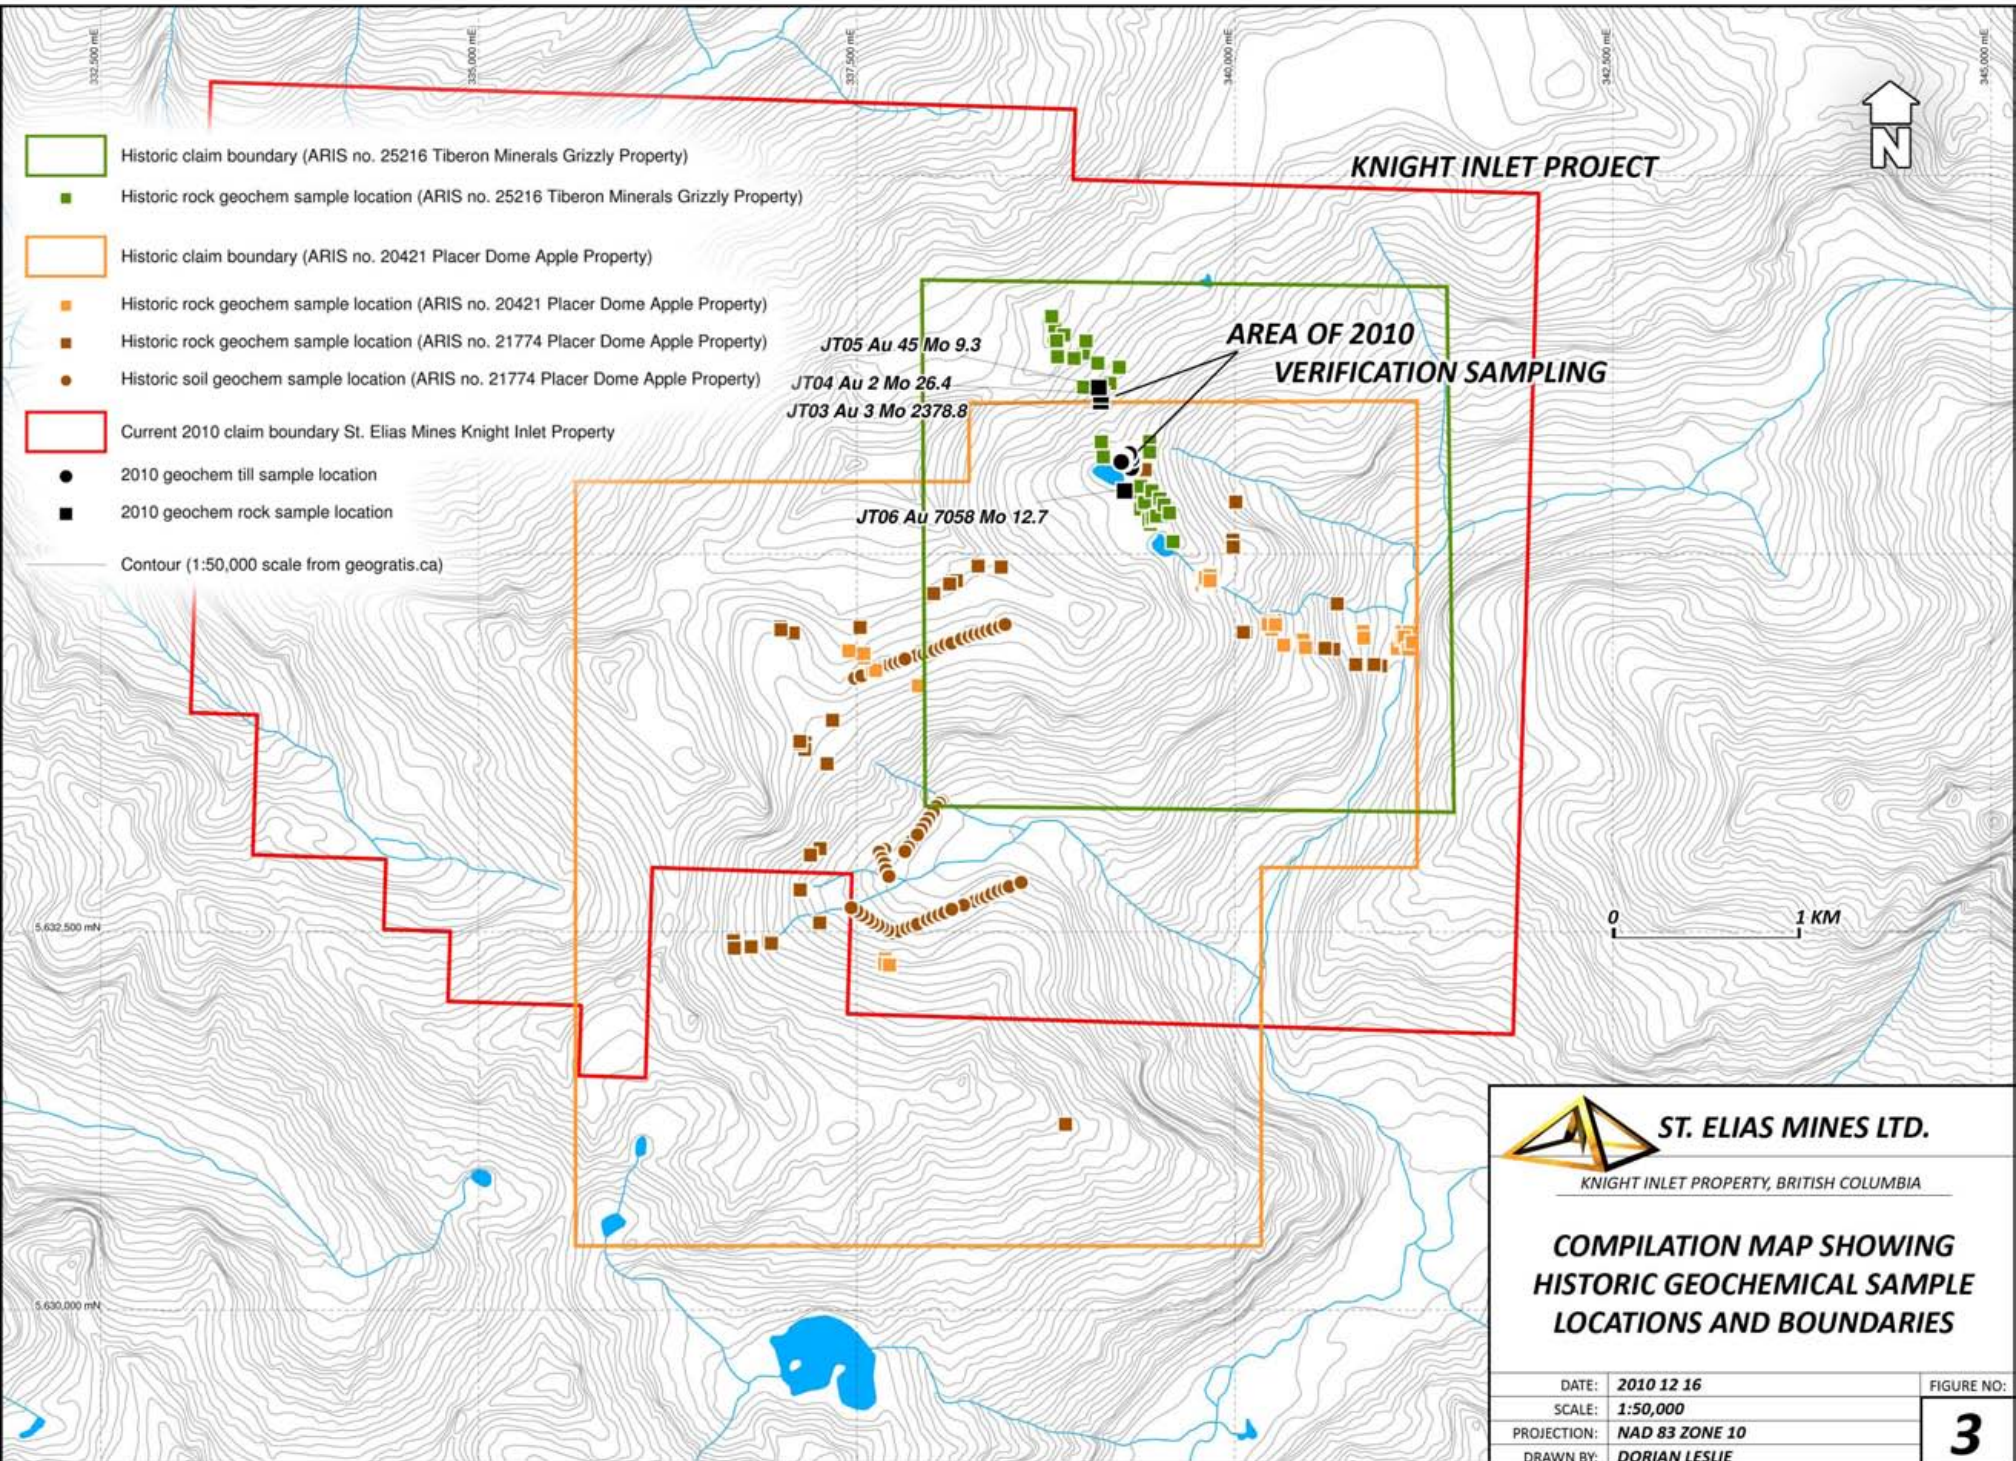 332,500 mE
335,000 mE
337,500 mE
340,000 mE
342,500 mE
345,000 mE
N
KNIGHT INLET PROJECT
Historic claim boundary (ARIS no. 25216 Tiberon Minerals Grizzly Property)
Historic rock geochem sample location (ARIS no. 25216 Tiberon Minerals Grizzly Property)
Historic claim boundary (ARIS no. 20421 Placer Dome Apple Property)
Historic rock geochem sample location (ARIS no. 20421 Placer Dome Apple Property)
Historic rock geochem sample location (ARIS no. 21774 Placer Dome Apple Property)
Historic soil geochem sample location (ARIS no. 21774 Placer Dome Apple Property)
Current 2010 claim boundary St. Elias Mines Knight Inlet Property
2010 geochem till sample location
2010 geochem rock sample location
Contour (1:50,000 scale from geogratis.ca)
AREA OF 2010
VERIFICATION SAMPLING
JT05 Au 45 Mo 9.3
JT04 Au 2 Mo 26.4
JT03 Au 3 Mo 2378.8
JT06 Au 7058 Mo 12.7
5,632,500 mN
0 1 KM
5,630,000 mN
ST. ELIAS MINES LTD.
KNIGHT INLET PROPERTY, BRITISH COLUMBIA
COMPILATION MAP SHOWING
HISTORIC GEOCHEMICAL SAMPLE
LOCATIONS AND BOUNDARIES
DATE: 2010 12 16
SCALE: 1:50,000
PROJECTION: NAD 83 ZONE 10
DRAWN BY: DORIAN LESLIE
FIGURE NO:
3